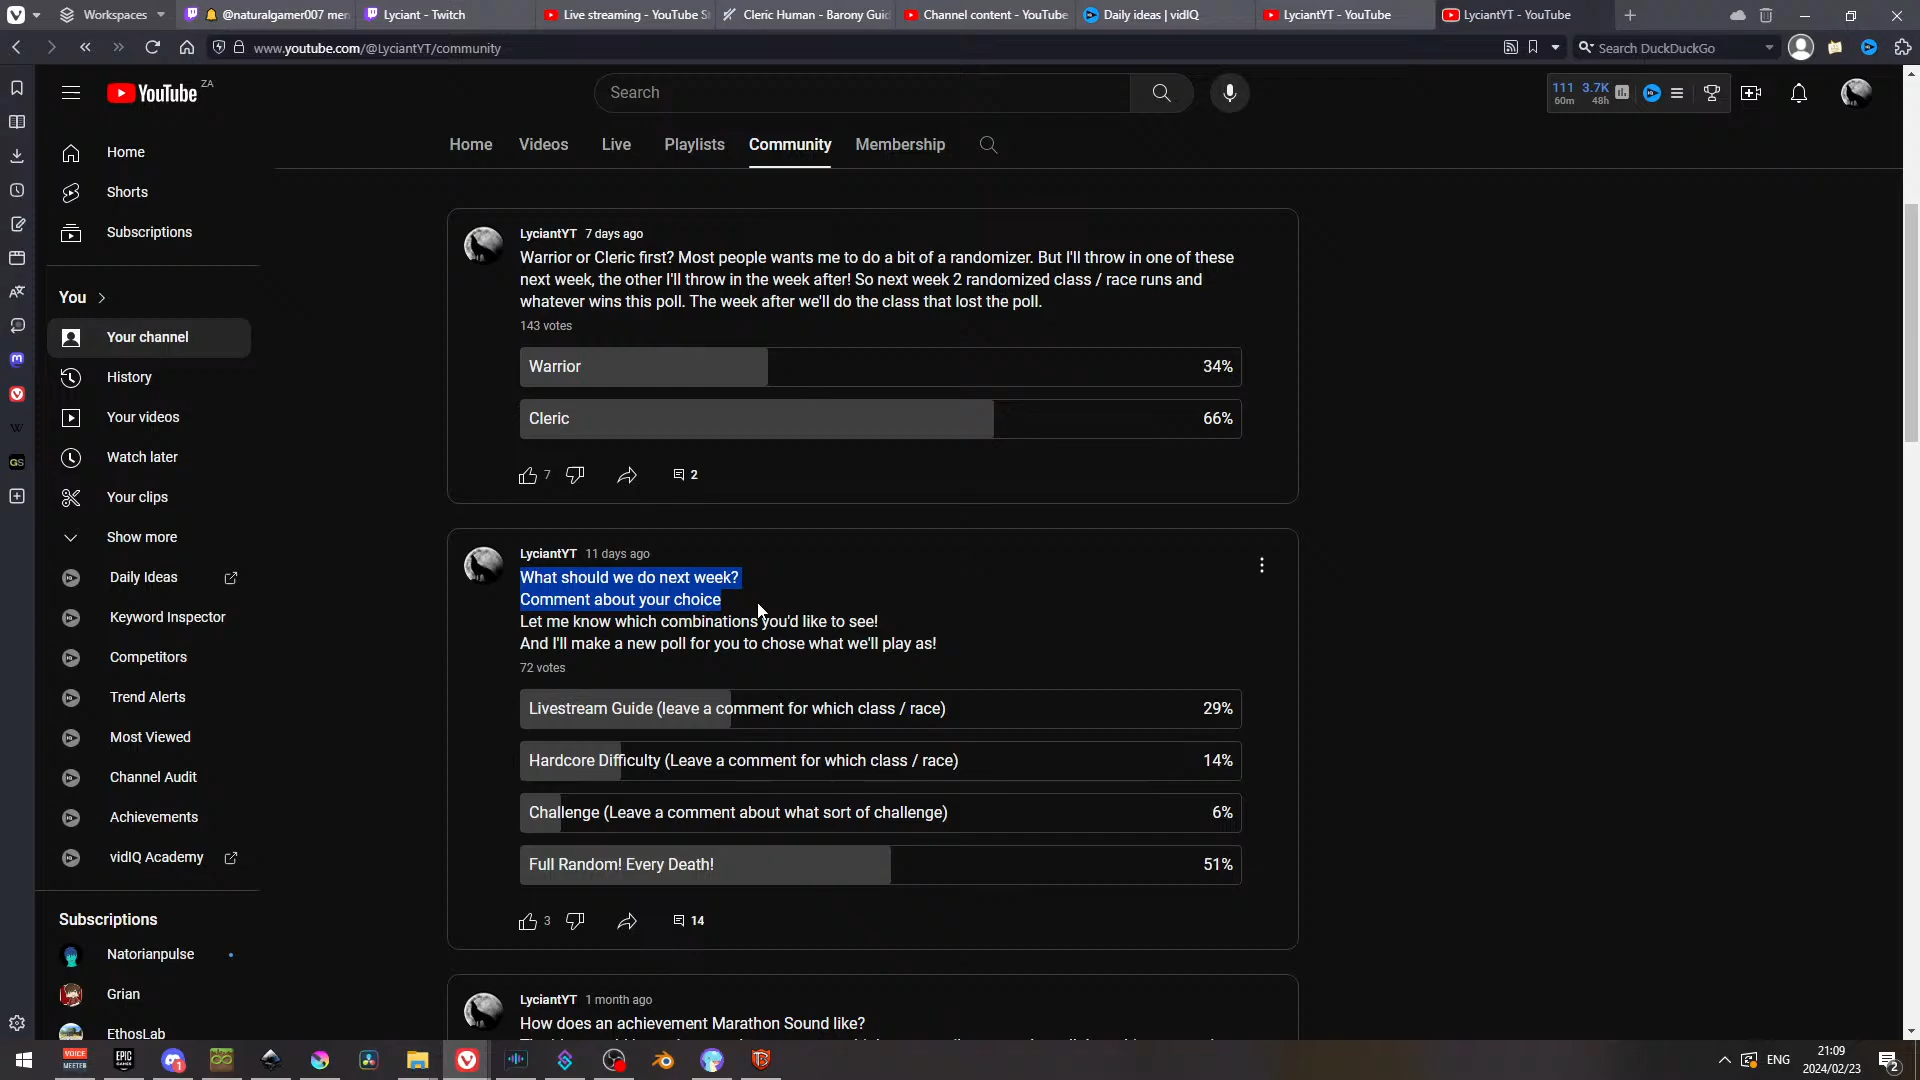 Workspaces
@naturalgamer007 men
Lyciant - Twitch
Live streaming - YouTube S
Cleric Human - Barony Guid
Channel content - YouTube
Daily ideas | vidIQ
LyciantYT - YouTube
LyciantYT - YouTube
www.youtube.com/@LyciantYT/community
Search DuckDuckGo
YouTube ZA
Search
111 3.7K
60m 48h
Home Videos Live Playlists Community Membership
Home
Shorts
Subscriptions
You
Your channel
History
Your videos
Watch later
Your clips
Show more
Daily Ideas
Keyword Inspector
Competitors
Trend Alerts
Most Viewed
Channel Audit
Achievements
vidIQ Academy
Subscriptions
Natorianpulse
Grian
EthosLab
LyciantYT 7 days ago
Warrior or Cleric first? Most people wants me to do a bit of a randomizer. But I'll throw in one of these
next week, the other I'll throw in the week after! So next week 2 randomized class / race runs and
whatever wins this poll. The week after we'll do the class that lost the poll.
143 votes
Warrior 34%
Cleric 66%
7 2
LyciantYT 11 days ago
What should we do next week?
Comment about your choice
Let me know which combinations you'd like to see!
And I'll make a new poll for you to chose what we'll play as!
72 votes
Livestream Guide (leave a comment for which class / race) 29%
Hardcore Difficulty (Leave a comment for which class / race) 14%
Challenge (Leave a comment about what sort of challenge) 6%
Full Random! Every Death! 51%
3 14
LyciantYT 1 month ago
How does an achievement Marathon Sound like?
VOICE
MEETER
EPIC
GAMES
1
ENG
21:09
2024/02/23
2